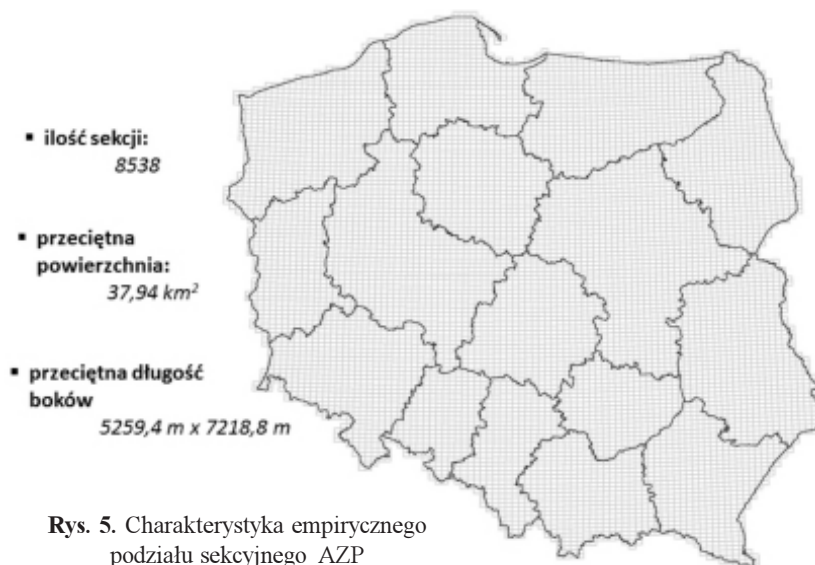 ▪ ilość sekcji:
8538
▪ przeciętna
powierzchnia:
37,94 km²
▪ przeciętna długość
boków
5259,4 m x 7218,8 m
Rys. 5. Charakterystyka empirycznego
podziału sekcyjnego AZP